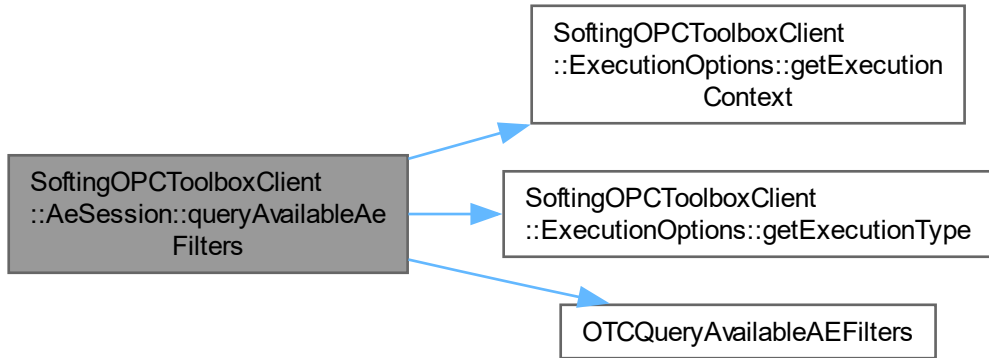 SoftingOPCToolboxClient
::AeSession::queryAvailableAe
Filters
SoftingOPCToolboxClient
::ExecutionOptions::getExecution
Context
SoftingOPCToolboxClient
::ExecutionOptions::getExecutionType
OTCQueryAvailableAEFilters